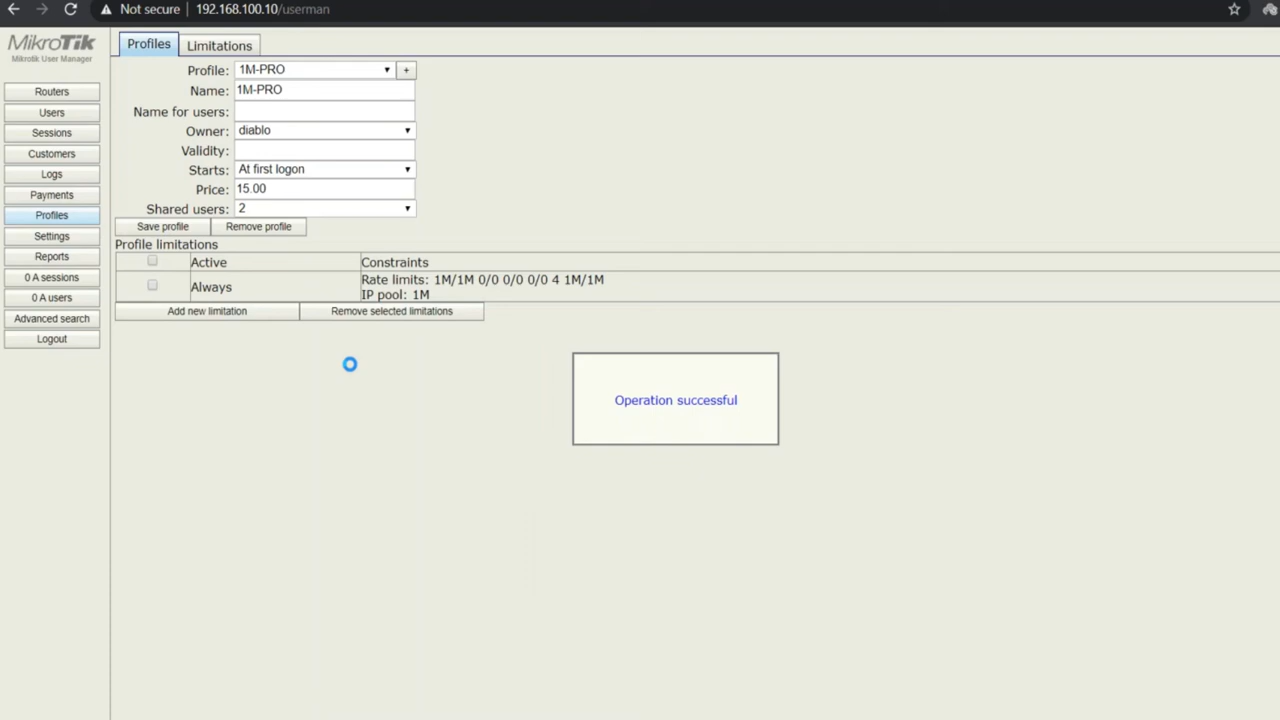 Not secure 192.168.100.10/userman
MikroTik
Mikrotik User Manager
Routers
Users
Sessions
Customers
Logs
Payments
Profiles
Settings
Reports
0 A sessions
0 A users
Advanced search
Logout
Profiles Limitations
Profile: 1M-PRO +
Name: 1M-PRO
Name for users:
Owner: diablo
Validity:
Starts: At first logon
Price: 15.00
Shared users: 2
Save profile Remove profile
Profile limitations
Active Constraints
Always Rate limits: 1M/1M 0/0 0/0 0/0 4 1M/1M
IP pool: 1M
Add new limitation Remove selected limitations
Operation successful